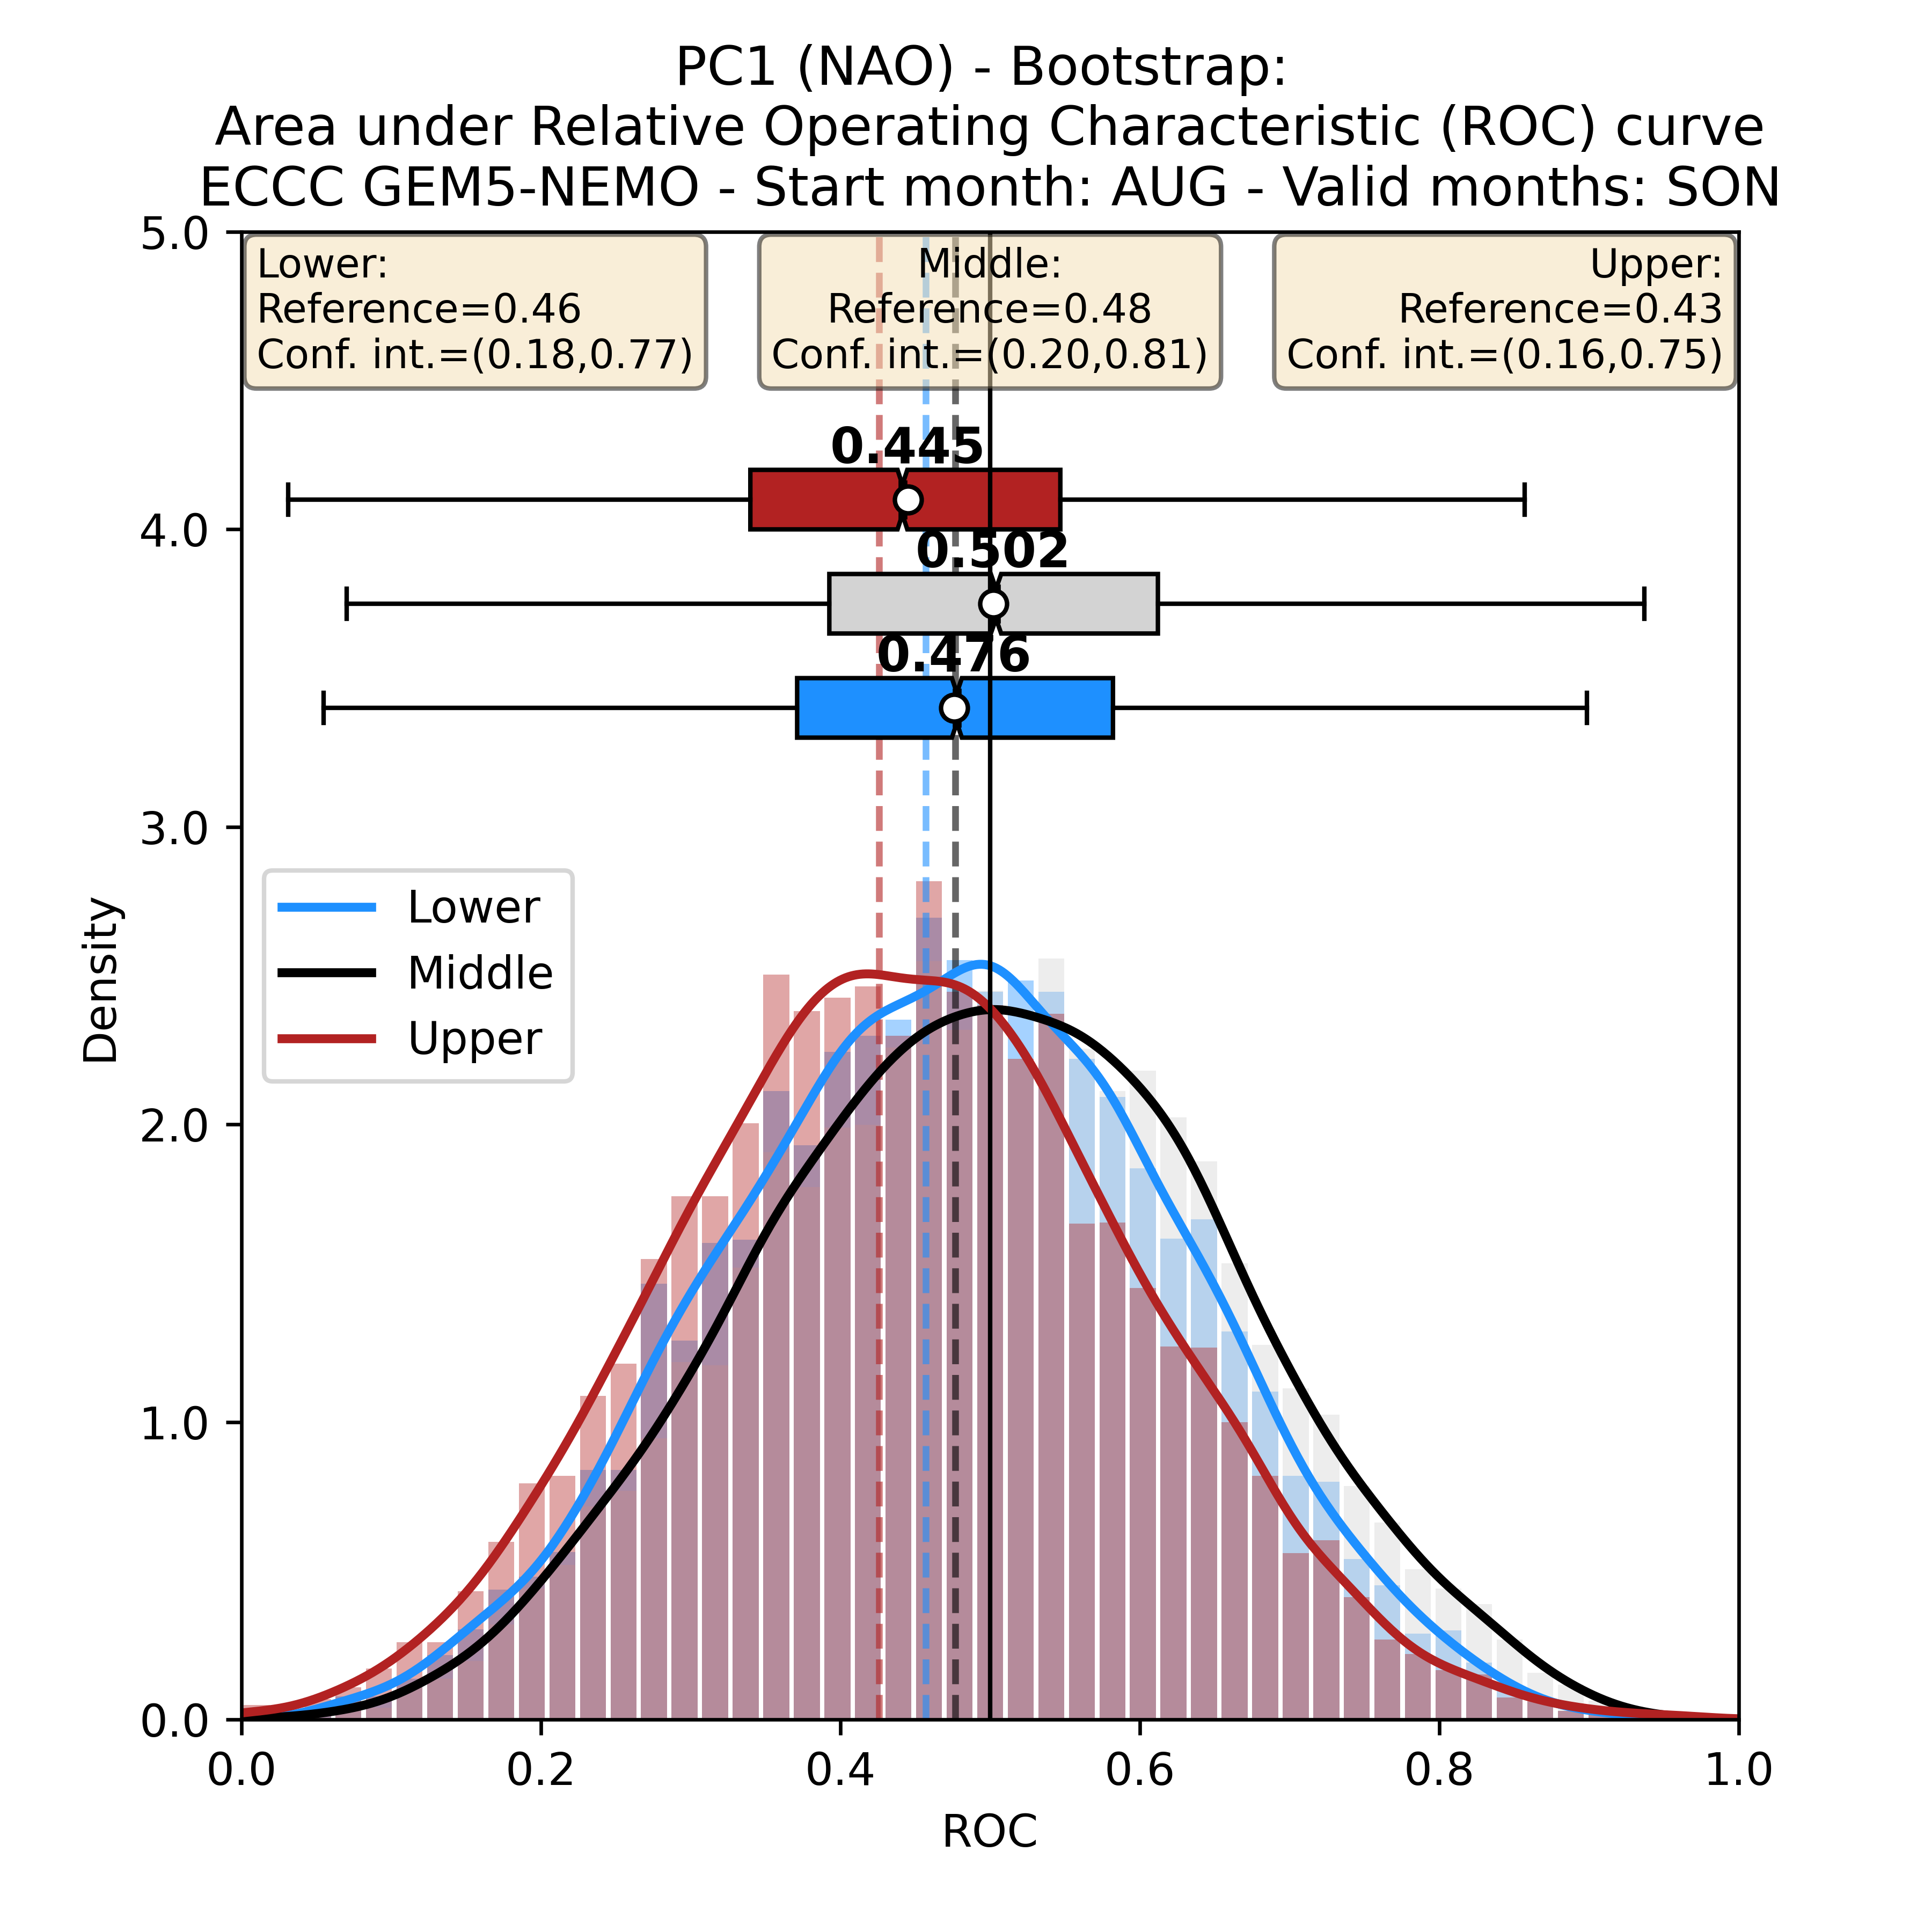 PC1 (NAO) - Bootstrap:
Area under Relative Operating Characteristic (ROC) curve
ECCC GEM5-NEMO - Start month: AUG - Valid months: SON
Lower:
Reference=0.46
Conf. int.=(0.18,0.77)
Middle:
Reference=0.48
Conf. int.=(0.20,0.81)
Upper:
Reference=0.43
Conf. int.=(0.16,0.75)
0.445
0.502
0.476
Lower
Middle
Upper
Density
5.0
4.0
3.0
2.0
1.0
0.0
0.0
0.2
0.4
0.6
0.8
1.0
ROC